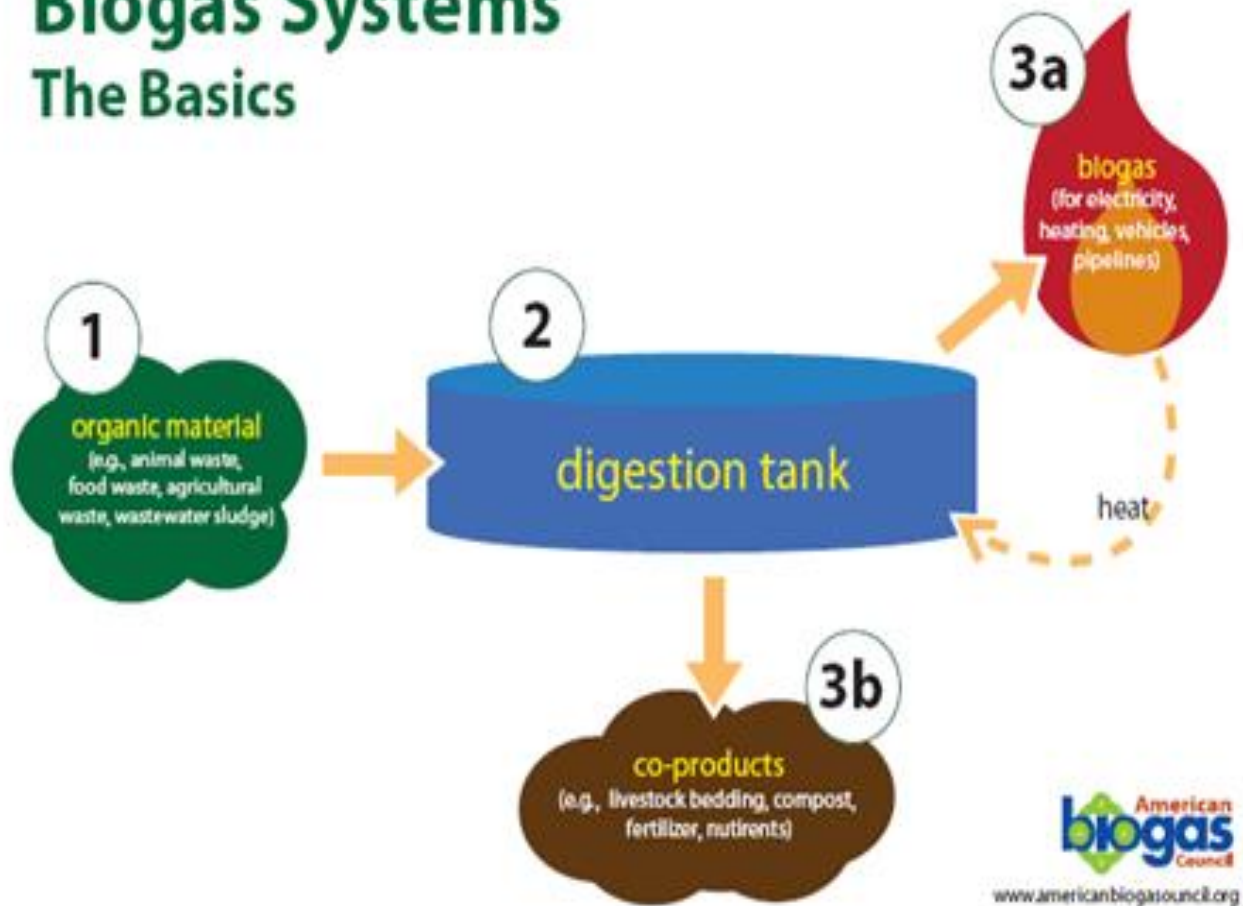 Biogas Systems
The Basics
3a
biogas
(for electricity,
heating, vehicles,
pipelines)
1
organic material
(e.g., animal waste,
food waste, agricultural
waste, wastewater sludge)
2
digestion tank
heat
3b
co-products
(e.g., livestock bedding, compost,
fertilizer, nutirents)
American
biogas
Council
www.americanbiogasouncil.org